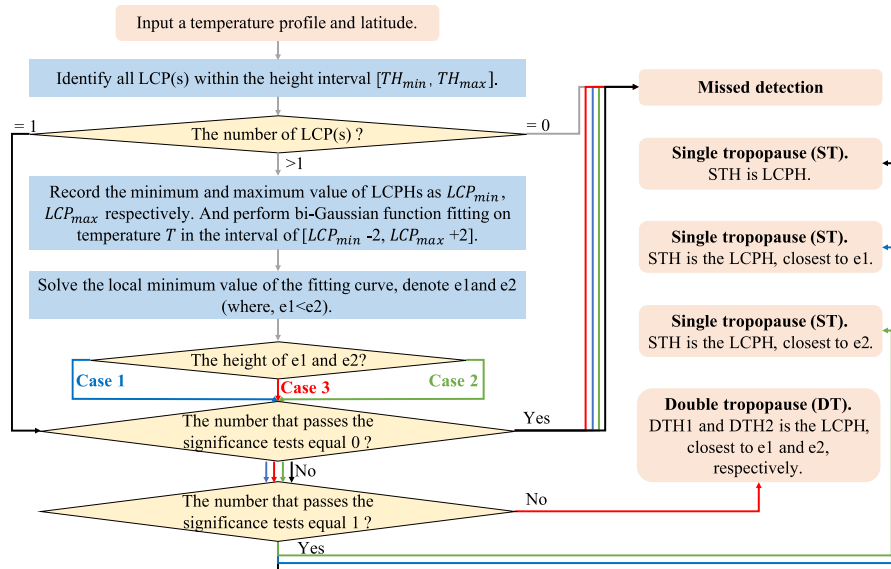 Input a temperature profile and latitude.
Identify all LCP(s) within the height interval [TH_min, TH_max].
= 1
The number of LCP(s) ?
= 0
>1
Record the minimum and maximum value of LCPHs as LCP_min,
LCP_max respectively. And perform bi-Gaussian function fitting on
temperature T in the interval of [LCP_min -2, LCP_max +2].
Solve the local minimum value of the fitting curve, denote e1and e2
(where, e1<e2).
The height of e1 and e2?
Case 1
Case 3
Case 2
The number that passes the
significance tests equal 0 ?
Yes
No
The number that passes the
significance tests equal 1 ?
No
Yes
Missed detection
Single tropopause (ST).
STH is LCPH.
Single tropopause (ST).
STH is the LCPH, closest to e1.
Single tropopause (ST).
STH is the LCPH, closest to e2.
Double tropopause (DT).
DTH1 and DTH2 is the LCPH,
closest to e1 and e2,
respectively.